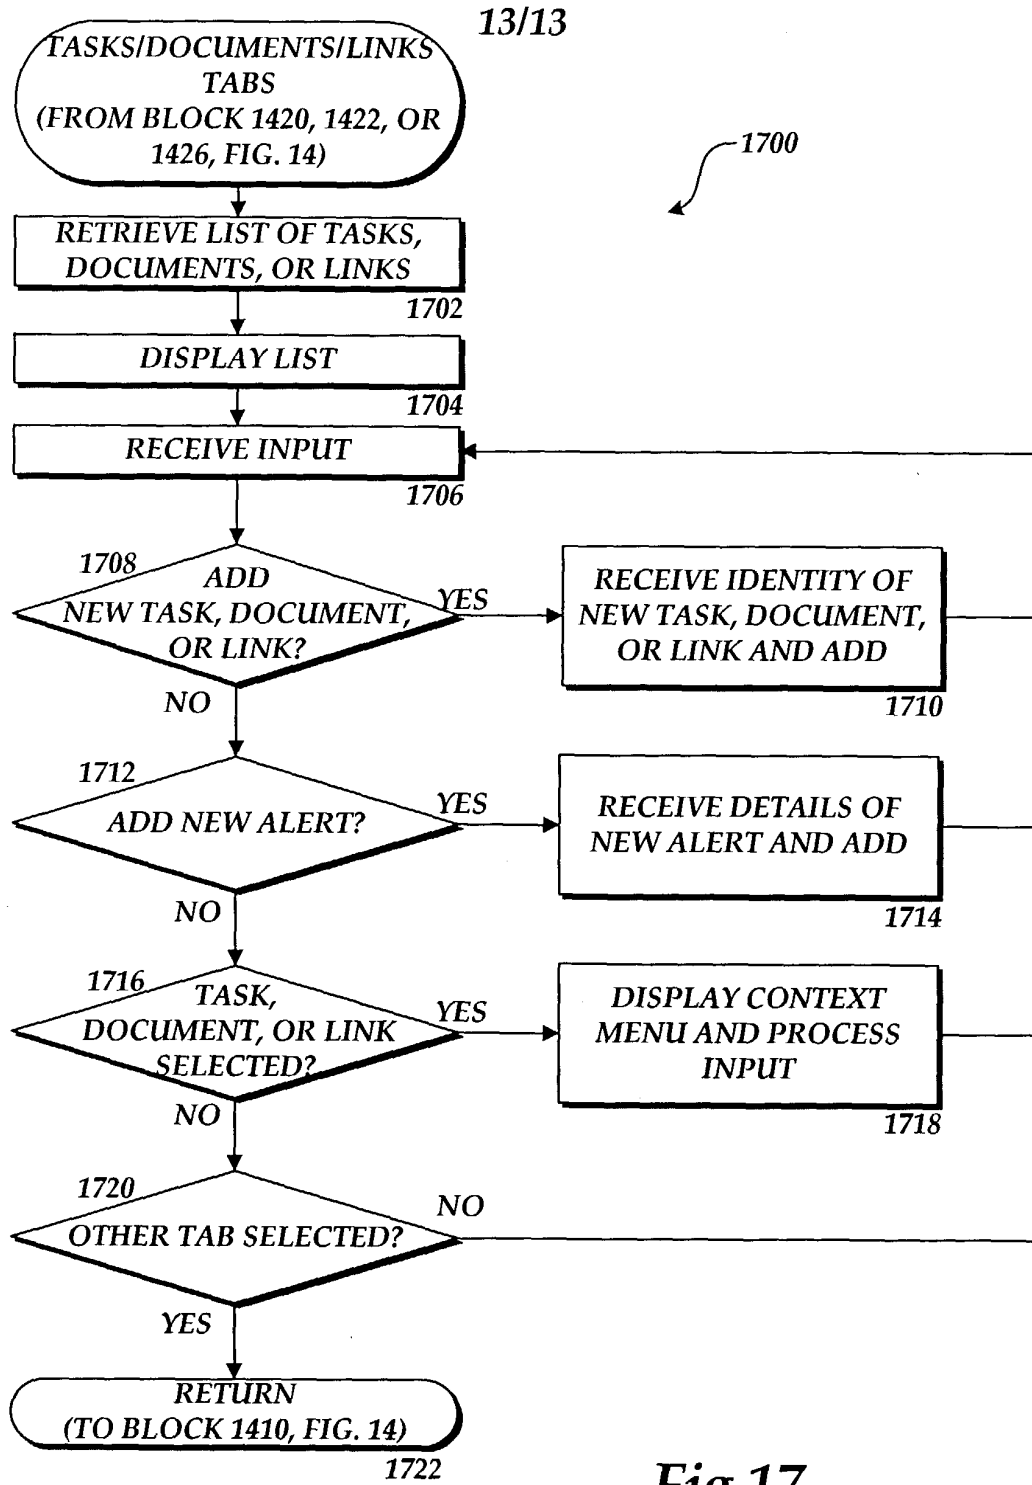 13/13
TASKS/DOCUMENTS/LINKS
TABS
(FROM BLOCK 1420, 1422, OR
1426, FIG. 14)
1700
RETRIEVE LIST OF TASKS,
DOCUMENTS, OR LINKS
1702
DISPLAY LIST
1704
RECEIVE INPUT
1706
1708
ADD
NEW TASK, DOCUMENT,
OR LINK?
YES
RECEIVE IDENTITY OF
NEW TASK, DOCUMENT,
OR LINK AND ADD
1710
NO
1712
ADD NEW ALERT?
YES
RECEIVE DETAILS OF
NEW ALERT AND ADD
1714
NO
1716
TASK,
DOCUMENT, OR LINK
SELECTED?
YES
DISPLAY CONTEXT
MENU AND PROCESS
INPUT
1718
NO
1720
OTHER TAB SELECTED?
NO
YES
RETURN
(TO BLOCK 1410, FIG. 14)
1722
Fig.17.